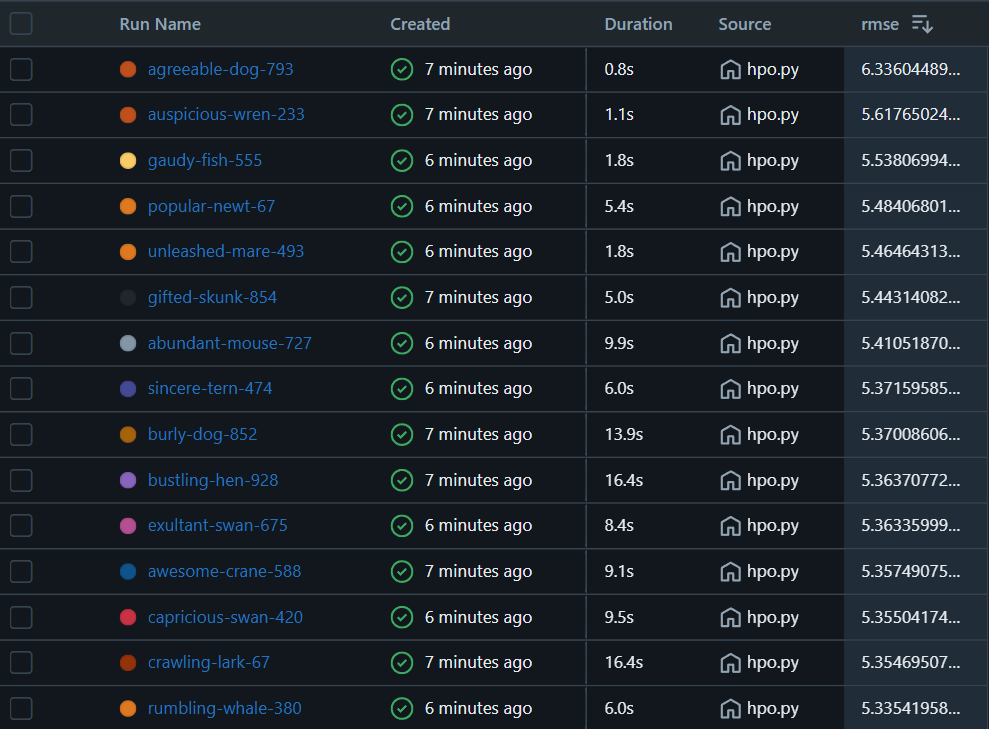 Run Name Created Duration Source rmse
agreeable-dog-793 7 minutes ago 0.8s hpo.py 6.33604489...
auspicious-wren-233 7 minutes ago 1.1s hpo.py 5.61765024...
gaudy-fish-555 6 minutes ago 1.8s hpo.py 5.53806994...
popular-newt-67 6 minutes ago 5.4s hpo.py 5.48406801...
unleashed-mare-493 6 minutes ago 1.8s hpo.py 5.46464313...
gifted-skunk-854 7 minutes ago 5.0s hpo.py 5.44314082...
abundant-mouse-727 6 minutes ago 9.9s hpo.py 5.41051870...
sincere-tern-474 6 minutes ago 6.0s hpo.py 5.37159585...
burly-dog-852 7 minutes ago 13.9s hpo.py 5.37008606...
bustling-hen-928 7 minutes ago 16.4s hpo.py 5.36370772...
exultant-swan-675 6 minutes ago 8.4s hpo.py 5.36335999...
awesome-crane-588 7 minutes ago 9.1s hpo.py 5.35749075...
capricious-swan-420 6 minutes ago 9.5s hpo.py 5.35504174...
crawling-lark-67 7 minutes ago 16.4s hpo.py 5.35469507...
rumbling-whale-380 6 minutes ago 6.0s hpo.py 5.33541958...